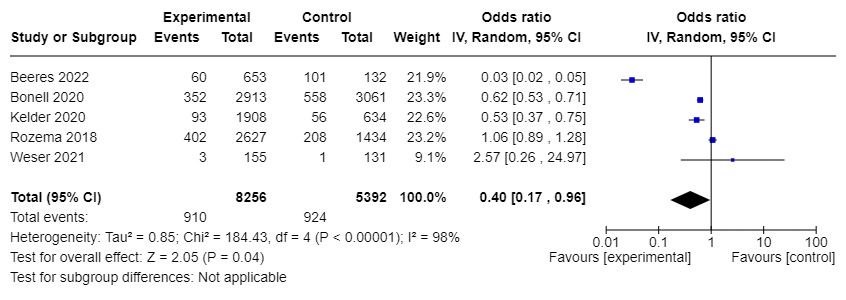 Experimental Control Odds ratio Odds ratio
Study or Subgroup Events Total Events Total Weight IV, Random, 95% CI IV, Random, 95% CI
Beeres 2022 60 653 101 132 21.9% 0.03 [0.02 , 0.05]
Bonell 2020 352 2913 558 3061 23.3% 0.62 [0.53 , 0.71]
Kelder 2020 93 1908 56 634 22.6% 0.53 [0.37 , 0.75]
Rozema 2018 402 2627 208 1434 23.2% 1.06 [0.89 , 1.28]
Weser 2021 3 155 1 131 9.1% 2.57 [0.26 , 24.97]
Total (95% CI) 8256 5392 100.0% 0.40 [0.17 , 0.96]
Total events: 910 924
Heterogeneity: Tau² = 0.85; Chi² = 184.43, df = 4 (P < 0.00001); I² = 98%
Test for overall effect: Z = 2.05 (P = 0.04)
Test for subgroup differences: Not applicable
0.01 0.1 1 10 100
Favours [experimental] Favours [control]